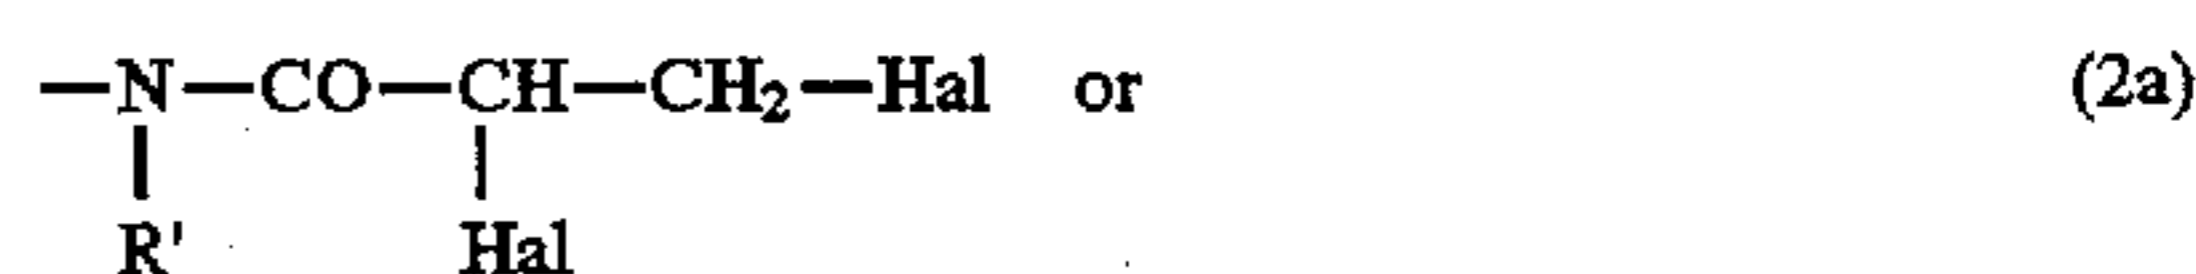 —N—CO—CH—CH₂—Hal or (2a)
R' Hal